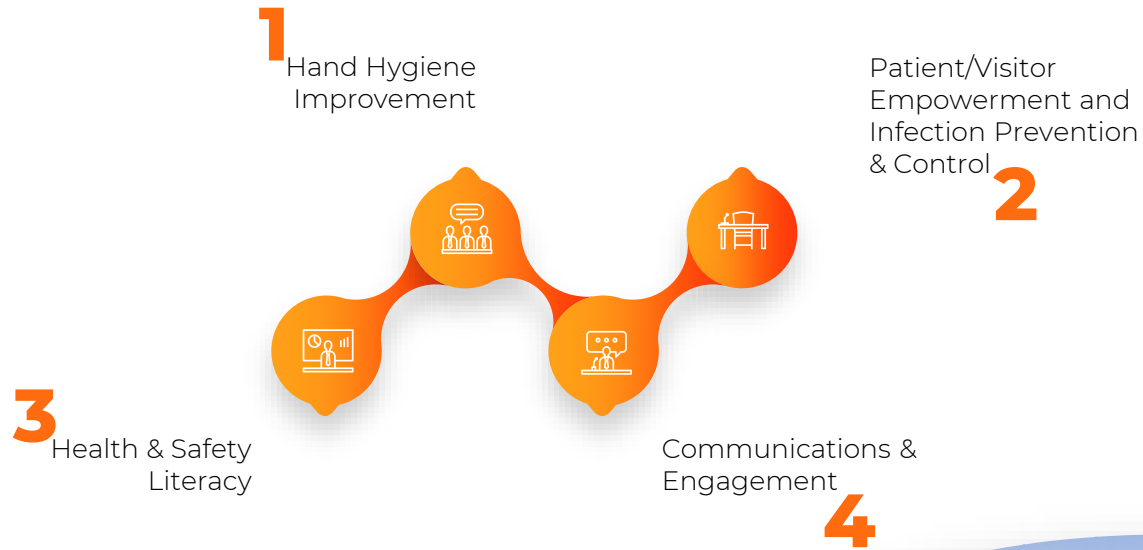 1
Hand Hygiene
Improvement
Patient/Visitor
Empowerment and
Infection Prevention
& Control
2
3
Health & Safety
Literacy
Communications &
Engagement
4